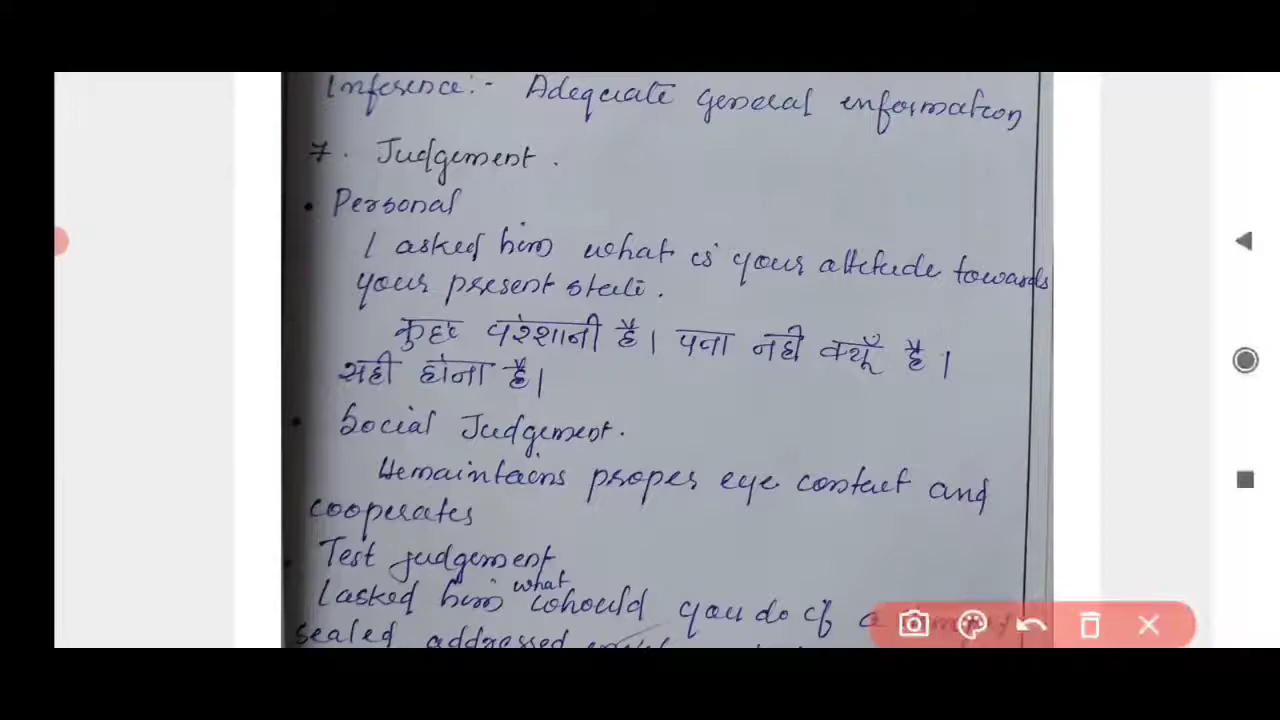 Inference:- Adequate general information
7. Judgement.
• Personal
I asked him what is your attitude towards
your present state.
कुछ परेशानी है। पता नही क्यूँ है।
सही होना है।
• Social Judgement.
He maintains proper eye contact and
cooperates
• Test judgement
I asked him what whould you do if a
sealed addressed